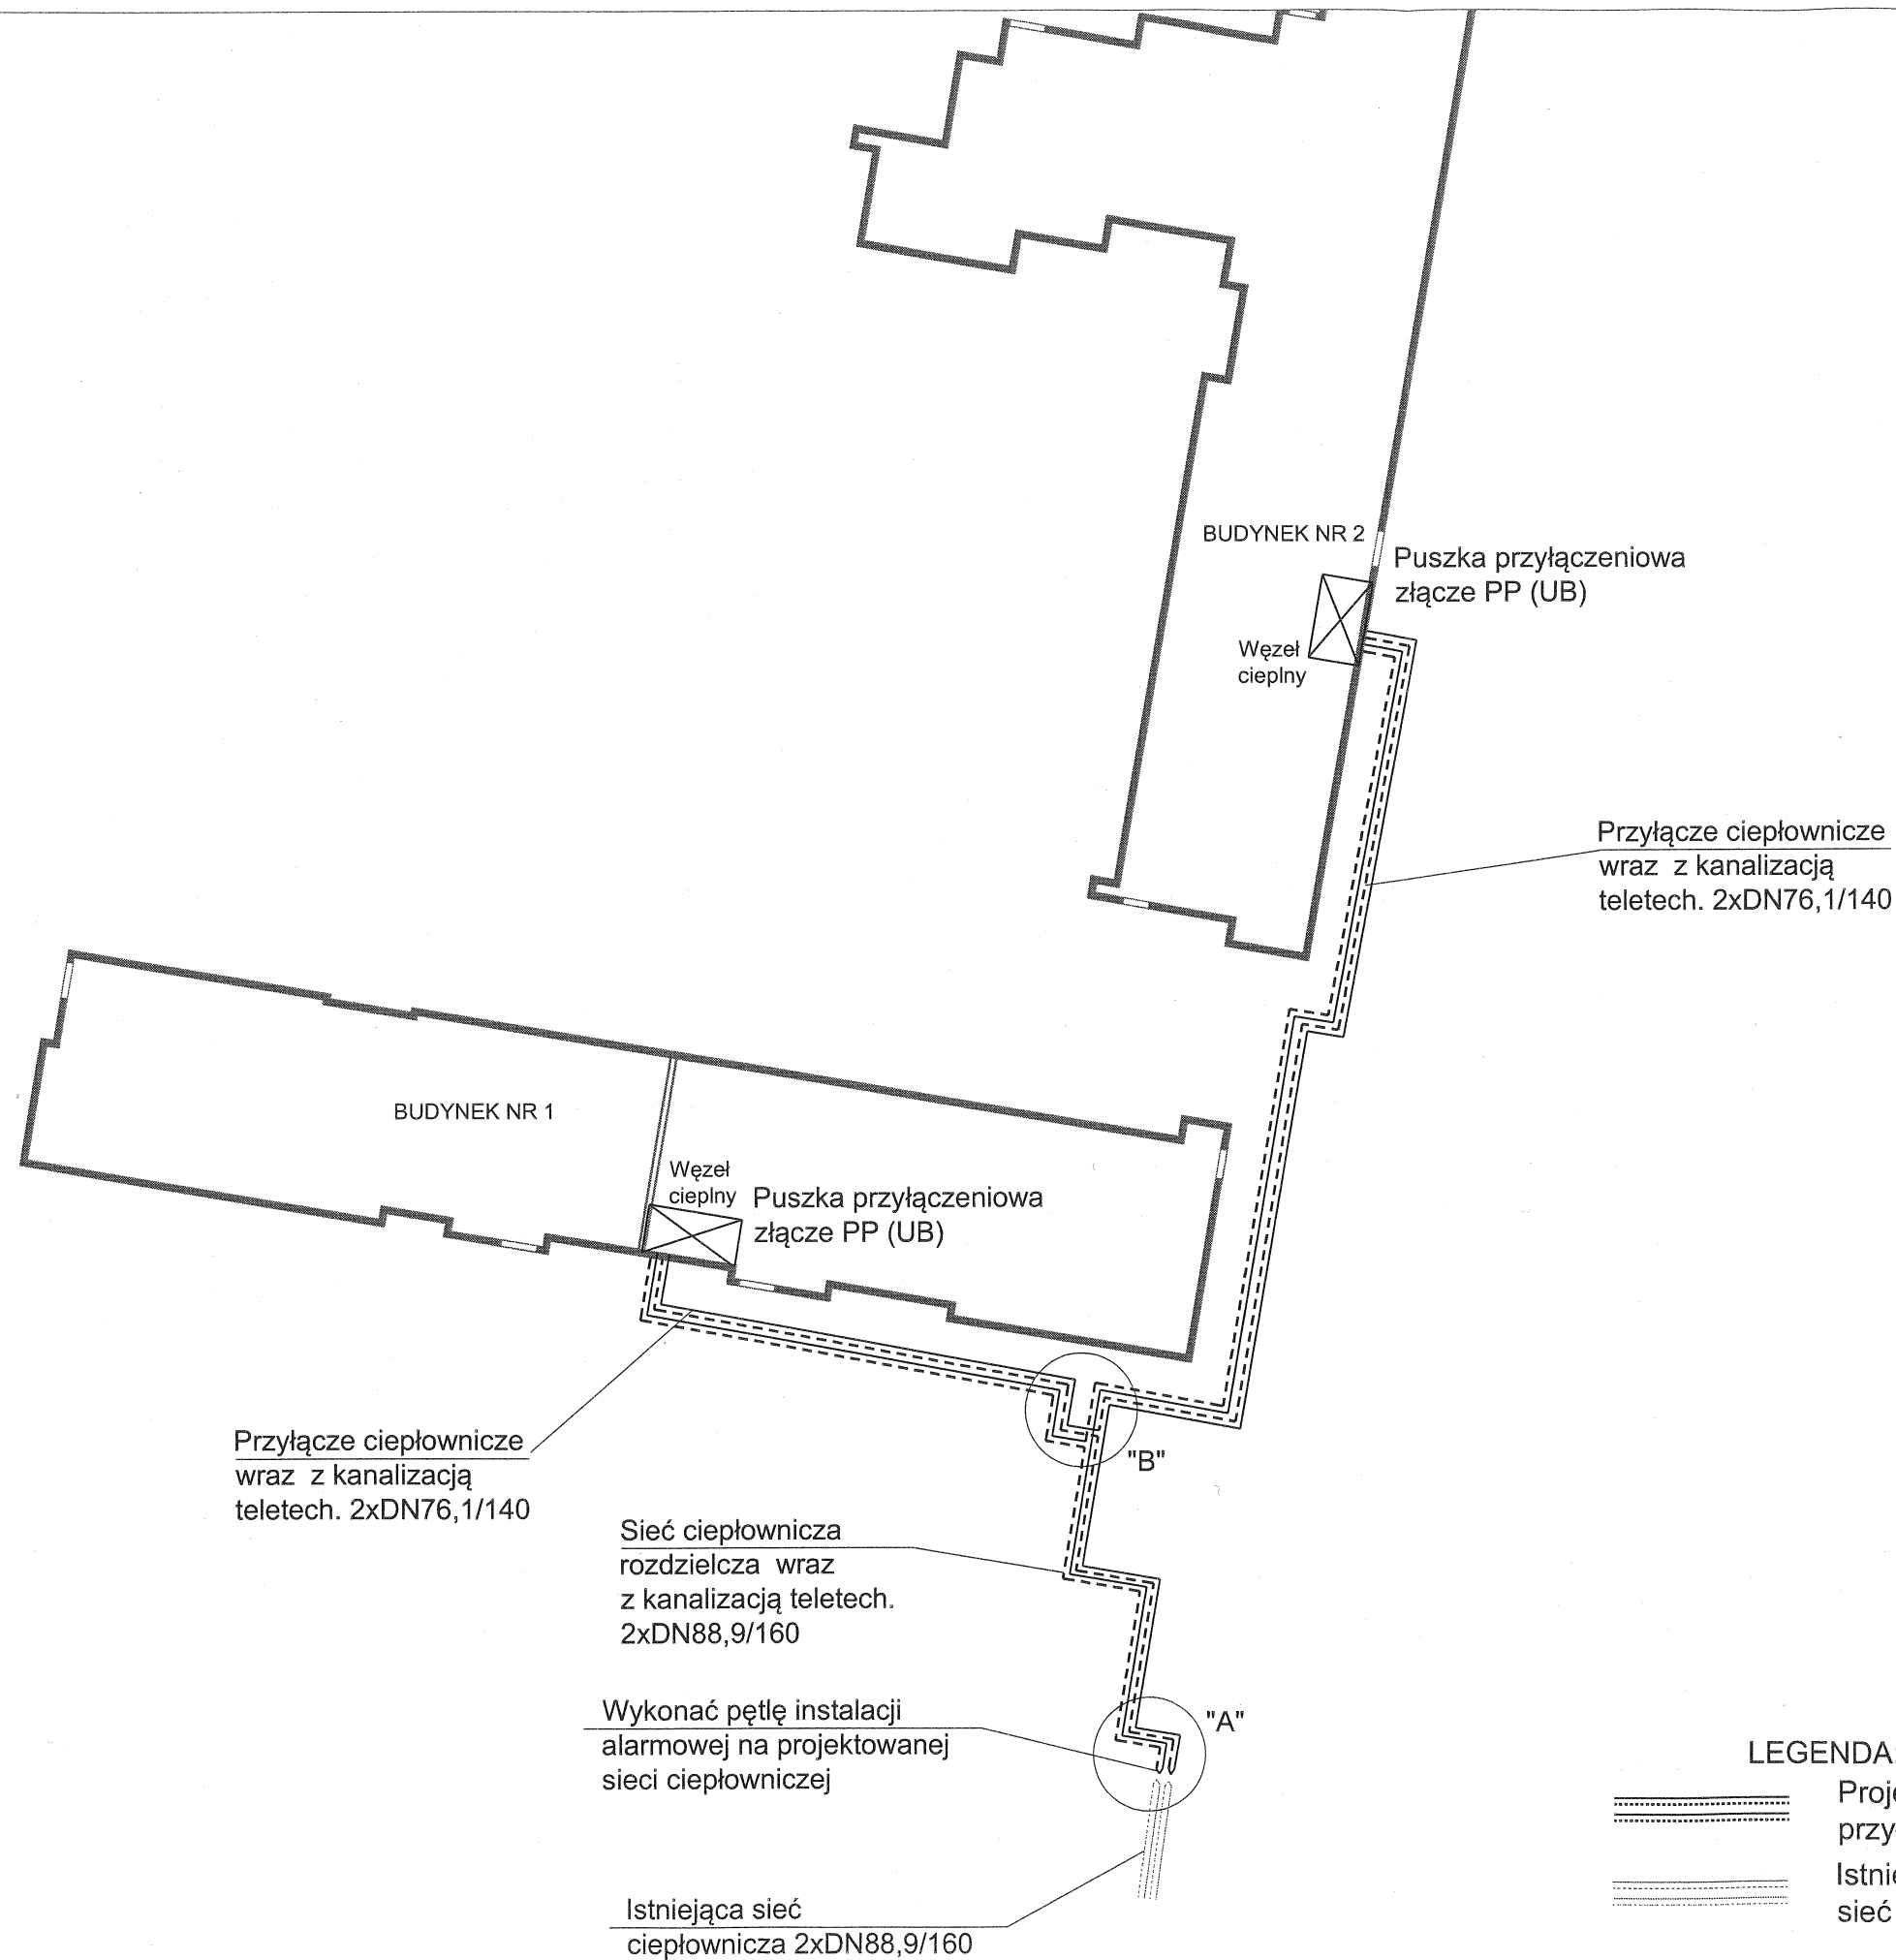 BUDYNEK NR 2
Puszka przyłączeniowa
złącze PP (UB)
Węzeł
cieplny
Przyłącze ciepłownicze
wraz z kanalizacją
teletech. 2xDN76,1/140
BUDYNEK NR 1
Węzeł
cieplny
Puszka przyłączeniowa
złącze PP (UB)
Przyłącze ciepłownicze
wraz z kanalizacją
teletech. 2xDN76,1/140
"B"
Sieć ciepłownicza
rozdzielcza wraz
z kanalizacją teletech.
2xDN88,9/160
Wykonać pętlę instalacji
alarmowej na projektowanej
sieci ciepłowniczej
"A"
Istniejąca sieć
ciepłownicza 2xDN88,9/160
LEGENDA:
sieć